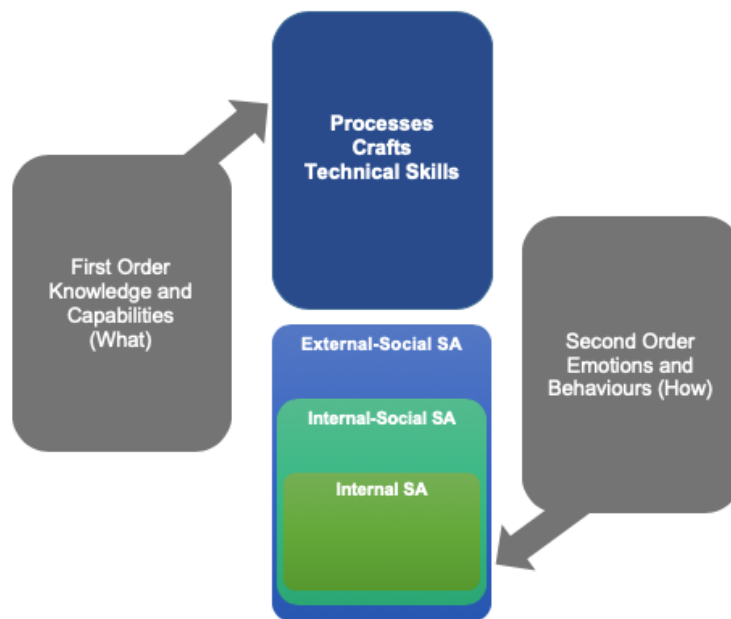 Processes
Crafts
Technical Skills
First Order
Knowledge and
Capabilities
(What)
External-Social SA
Second Order
Emotions and
Behaviours (How)
Internal-Social SA
Internal SA